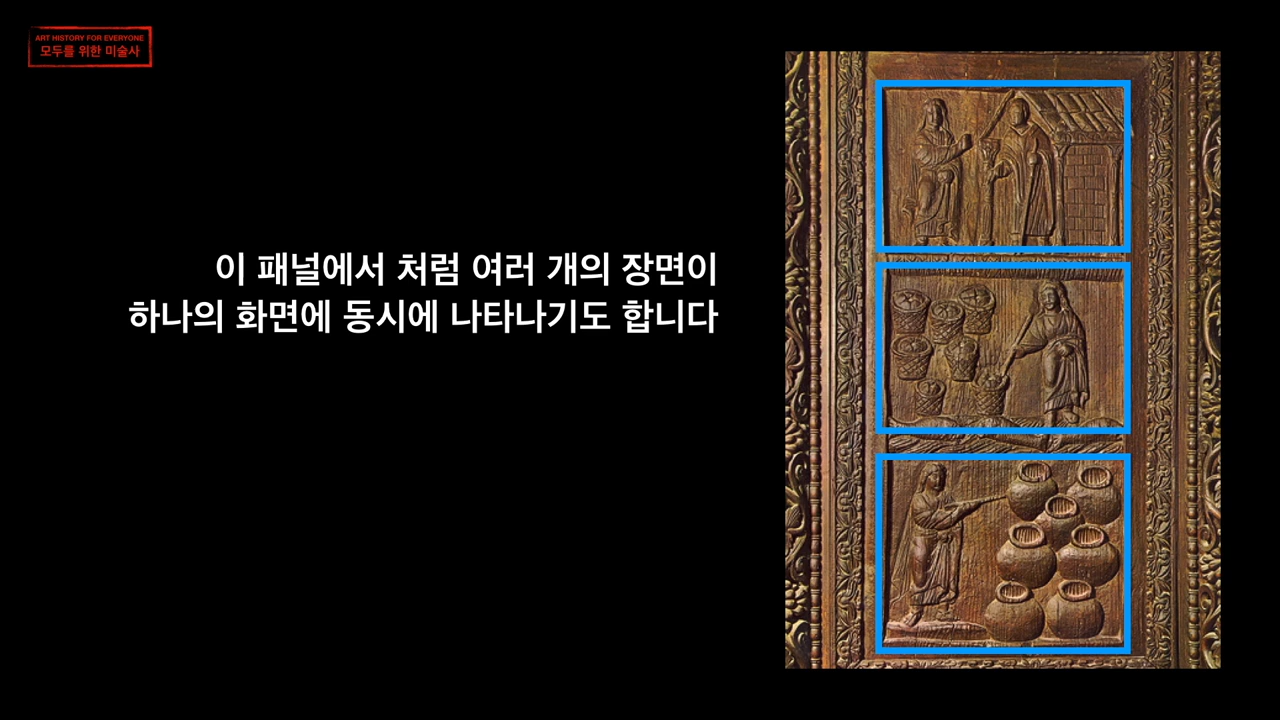 ART HISTORY FOR EVERYONE
모두를 위한 미술사
이 패널에서 처럼 여러 개의 장면이
하나의 화면에 동시에 나타나기도 합니다